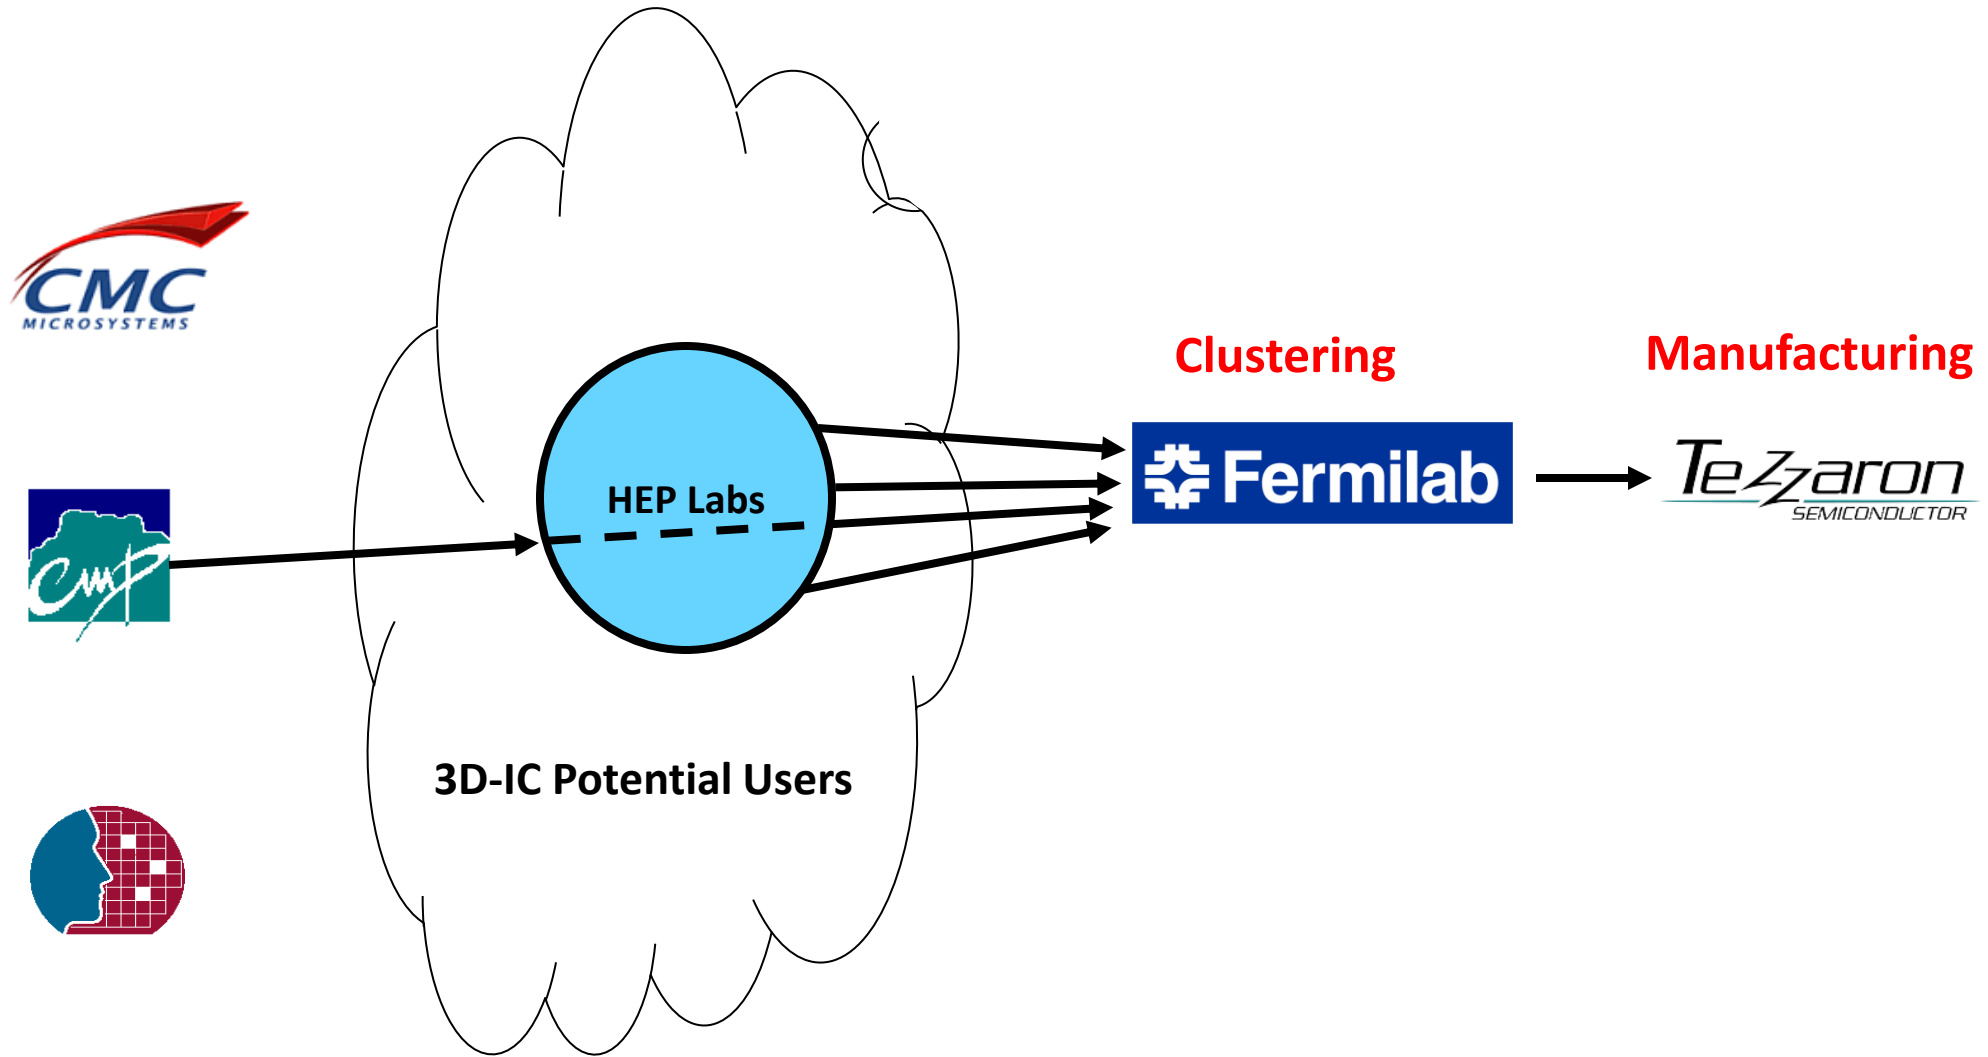 CMC
MICROSYSTEMS
Clustering
Manufacturing
HEP Labs
Fermilab
Tezzaron
SEMICONDUCTOR
cmp
3D-IC Potential Users